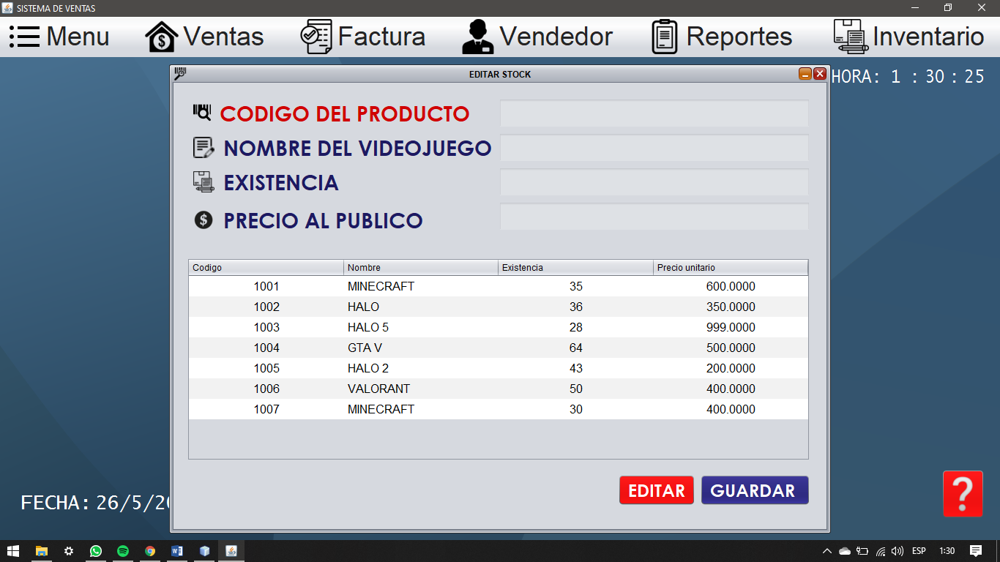 SISTEMA DE VENTAS
Menu Ventas Factura Vendedor Reportes Inventario
EDITAR STOCK
HORA: 1 : 30 : 25
CODIGO DEL PRODUCTO
NOMBRE DEL VIDEOJUEGO
EXISTENCIA
PRECIO AL PUBLICO
Codigo Nombre Existencia Precio unitario
1001 MINECRAFT 35 600.0000
1002 HALO 36 350.0000
1003 HALO 5 28 999.0000
1004 GTA V 64 500.0000
1005 HALO 2 43 200.0000
1006 VALORANT 50 400.0000
1007 MINECRAFT 30 400.0000
EDITAR GUARDAR
?
FECHA: 26/5/20
ESP 1:30